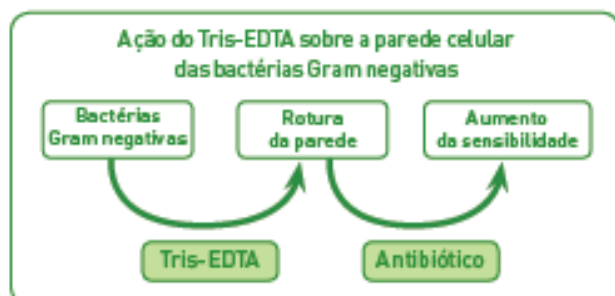 Ação do Tris-EDTA sobre a parede celular
das bactérias Gram negativas
Bactérias
Gram negativas
Rotura
da parede
Aumento
da sensibilidade
Tris-EDTA
Antibiótico